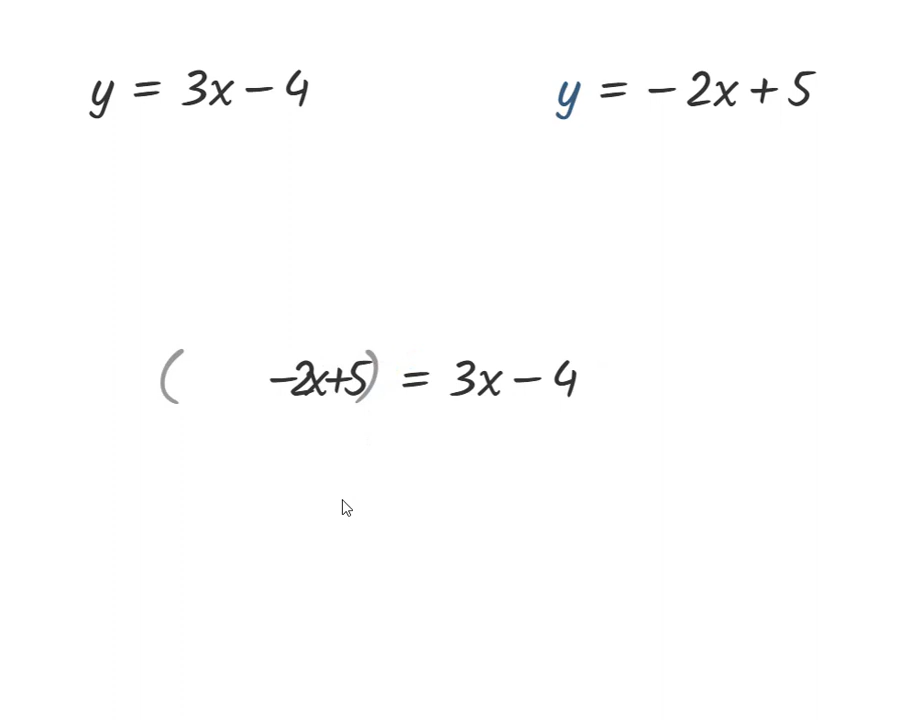 y = 3x − 4
y = −2x + 5
( −2x+5) = 3x − 4